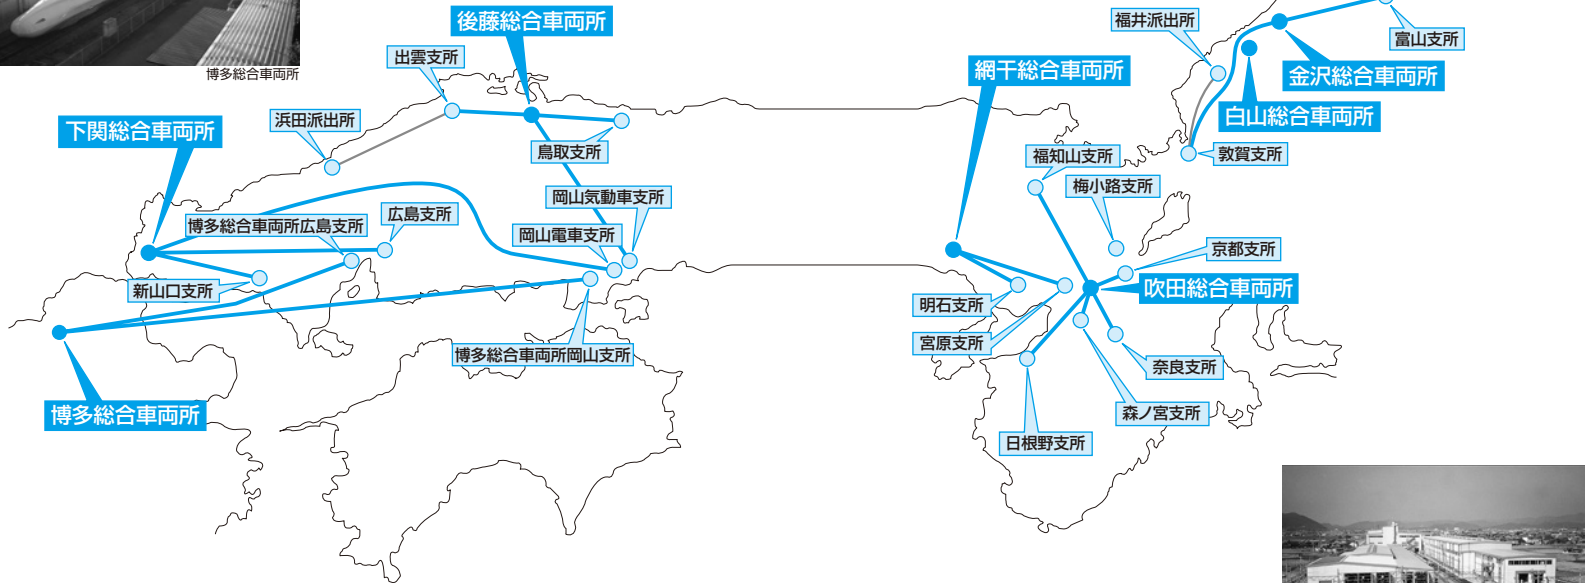 後藤総合車両所
福井派出所
富山支所
出雲支所
博多総合車両所
網干総合車両所
金沢総合車両所
白山総合車両所
浜田派出所
下関総合車両所
鳥取支所
福知山支所
敦賀支所
梅小路支所
岡山気動車支所
博多総合車両所広島支所
広島支所
岡山電車支所
京都支所
新山口支所
吹田総合車両所
明石支所
宮原支所
博多総合車両所岡山支所
奈良支所
博多総合車両所
森ノ宮支所
日根野支所